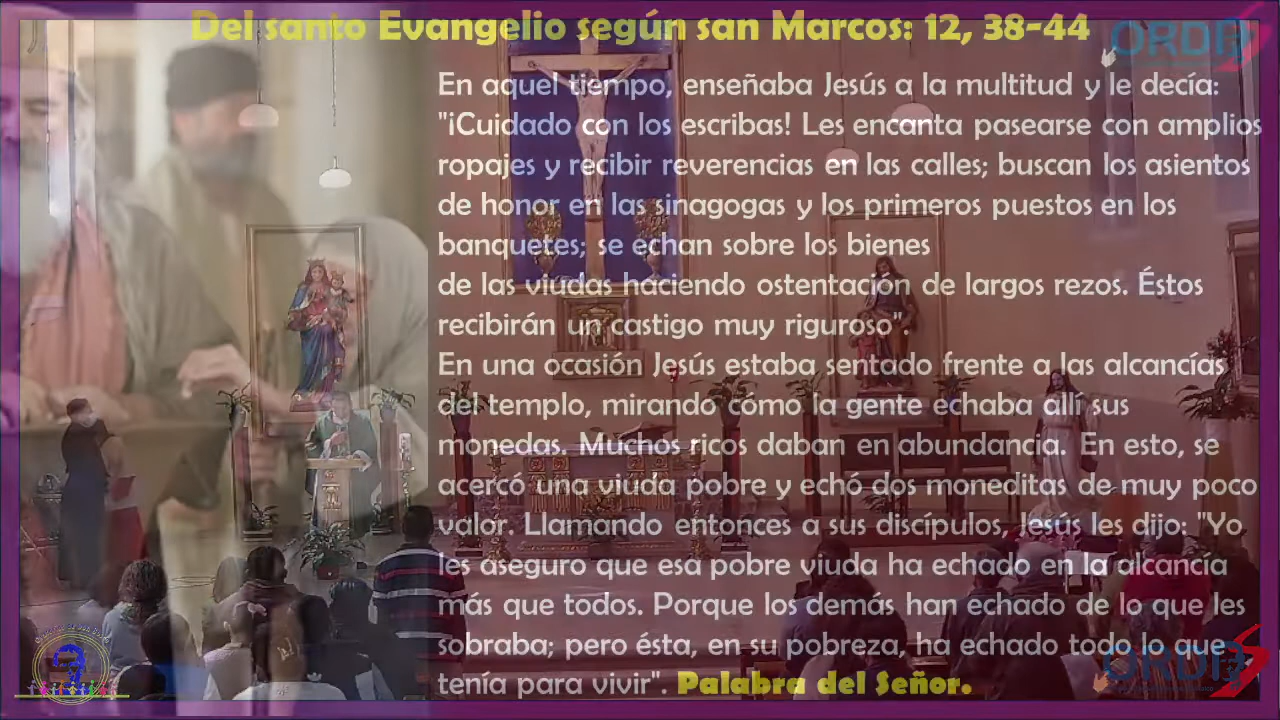 Del santo Evangelio según san Marcos: 12, 38-44
ORDB
En aquel tiempo, enseñaba Jesús a la multitud y le decía:
"¡Cuidado con los escribas! Les encanta pasearse con amplios
ropajes y recibir reverencias en las calles; buscan los asientos
de honor en las sinagogas y los primeros puestos en los
banquetes; se echan sobre los bienes
de las viudas haciendo ostentación de largos rezos. Éstos
recibirán un castigo muy riguroso".
En una ocasión Jesús estaba sentado frente a las alcancías
del templo, mirando cómo la gente echaba allí sus
monedas. Muchos ricos daban en abundancia. En esto, se
acercó una viuda pobre y echó dos moneditas de muy poco
valor. Llamando entonces a sus discípulos, Jesús les dijo: "Yo
les aseguro que esa pobre viuda ha echado en la alcancía
más que todos. Porque los demás han echado de lo que les
sobraba; pero ésta, en su pobreza, ha echado todo lo que
tenía para vivir". Palabra del Señor.
ORDB